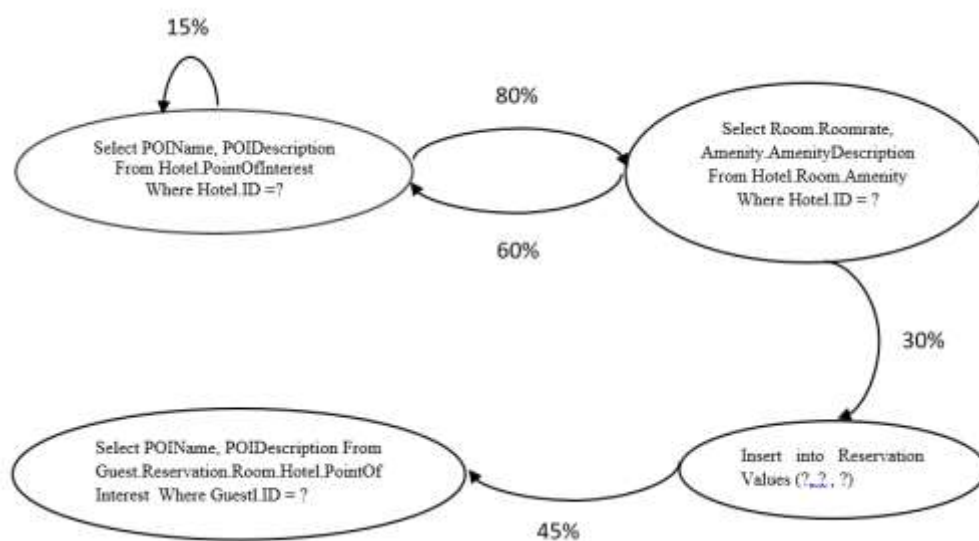 15%
80%
Select POIName, POIDescription
From Hotel.PointOfInterest
Where Hotel.ID =?
Select Room.Roomrate,
Amenity.AmenityDescription
From Hotel.Room.Amenity
Where Hotel.ID = ?
60%
30%
Select POIName, POIDescription From
Guest.Reservation.Room.Hotel.PointOf
Interest Where Guestl.ID = ?
Insert into Reservation
Values (?, ? , ?)
45%